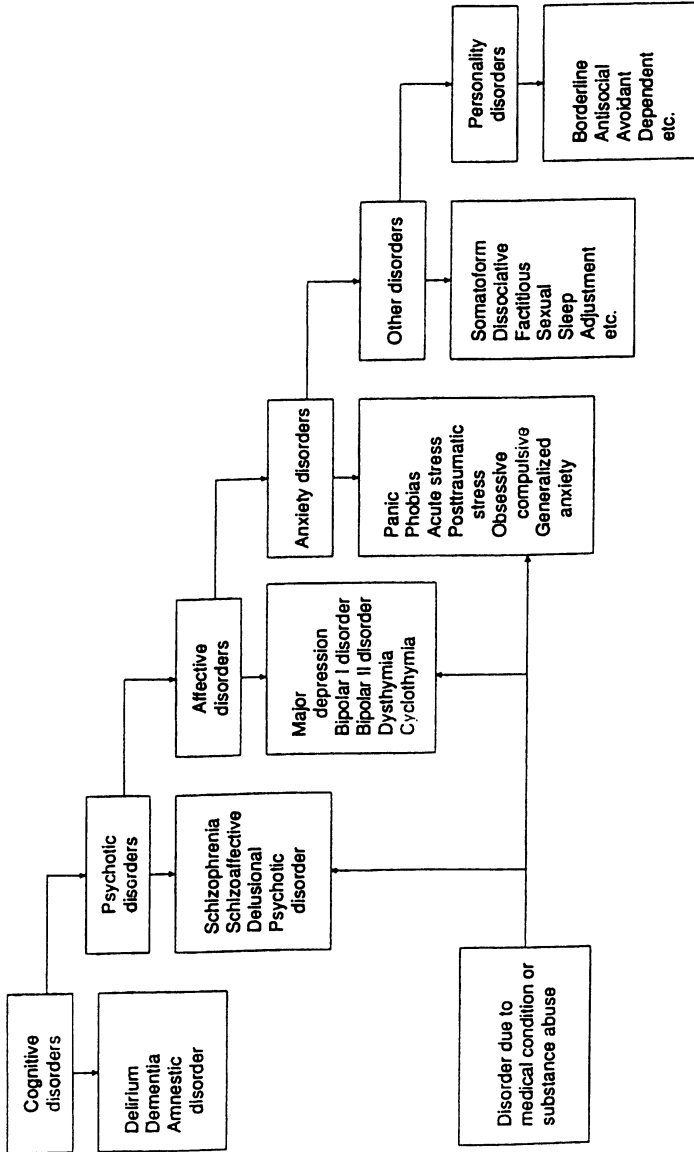 Cognitive
disorders
Delirium
Dementia
Amnestic
disorder
Psychotic
disorders
Schizophrenia
Schizoaffective
Delusional
Psychotic
disorder
Affective
disorders
Major
depression
Bipolar I disorder
Bipolar II disorder
Dysthymia
Cyclothymia
Anxiety disorders
Panic
Phobias
Acute stress
Posttraumatic
stress
Obsessive
compulsive
Generalized
anxiety
Other disorders
Somatoform
Dissociative
Factitious
Sexual
Sleep
Adjustment
etc.
Personality
disorders
Borderline
Antisocial
Avoidant
Dependent
etc.
Disorder due to
medical condition or
substance abuse